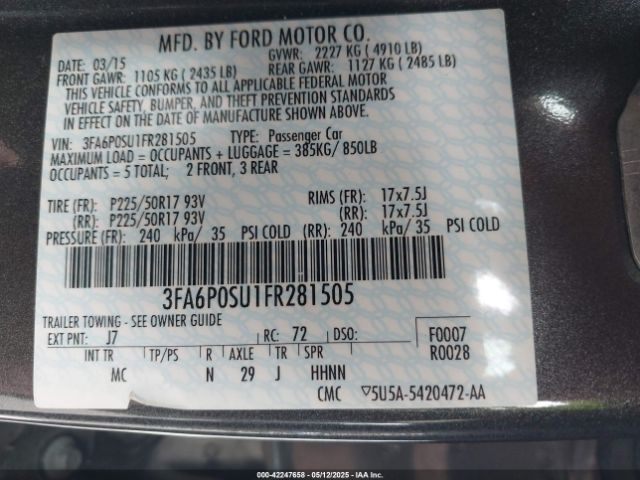 MFD. BY FORD MOTOR CO.
DATE: 03/15 GVWR: 2227 KG ( 4910 LB)
FRONT GAWR: 1105 KG ( 2435 LB) REAR GAWR: 1127 KG ( 2485 LB)
THIS VEHICLE CONFORMS TO ALL APPLICABLE FEDERAL MOTOR
VEHICLE SAFETY, BUMPER, AND THEFT PREVENTION STANDARDS
IN EFFECT ON THE DATE OF MANUFACTURE SHOWN ABOVE.
VIN: 3FA6P0SU1FR281505 TYPE: Passenger Car
MAXIMUM LOAD = OCCUPANTS + LUGGAGE = 385KG/ 850LB
OCCUPANTS = 5 TOTAL; 2 FRONT, 3 REAR
TIRE (FR): P225/50R17 93V RIMS (FR): 17x7.5J
(RR): P225/50R17 93V (RR): 17x7.5J
PRESSURE (FR): 240 kPa/ 35 PSI COLD (RR): 240 kPa/ 35 PSI COLD
3FA6P0SU1FR281505
TRAILER TOWING - SEE OWNER GUIDE
EXT PNT: J7 RC: 72 DSO: F0007
INT TR TP/PS R AXLE TR SPR R0028
MC N 29 J HHNN
CMC ▽5U5A-5420472-AA
000-42247658 - 05/12/2025 - IAAI.com